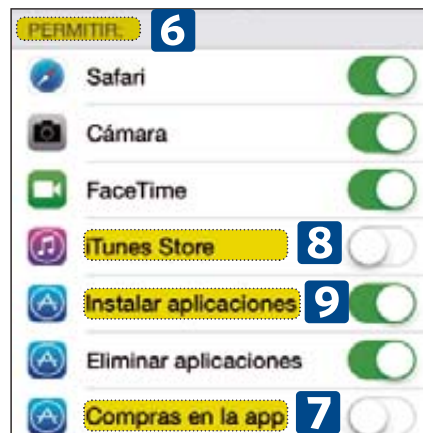 PERMITIR: 6
Safari
Cámara
FaceTime
iTunes Store 8
Instalar aplicaciones 9
Eliminar aplicaciones
Compras en la app 7